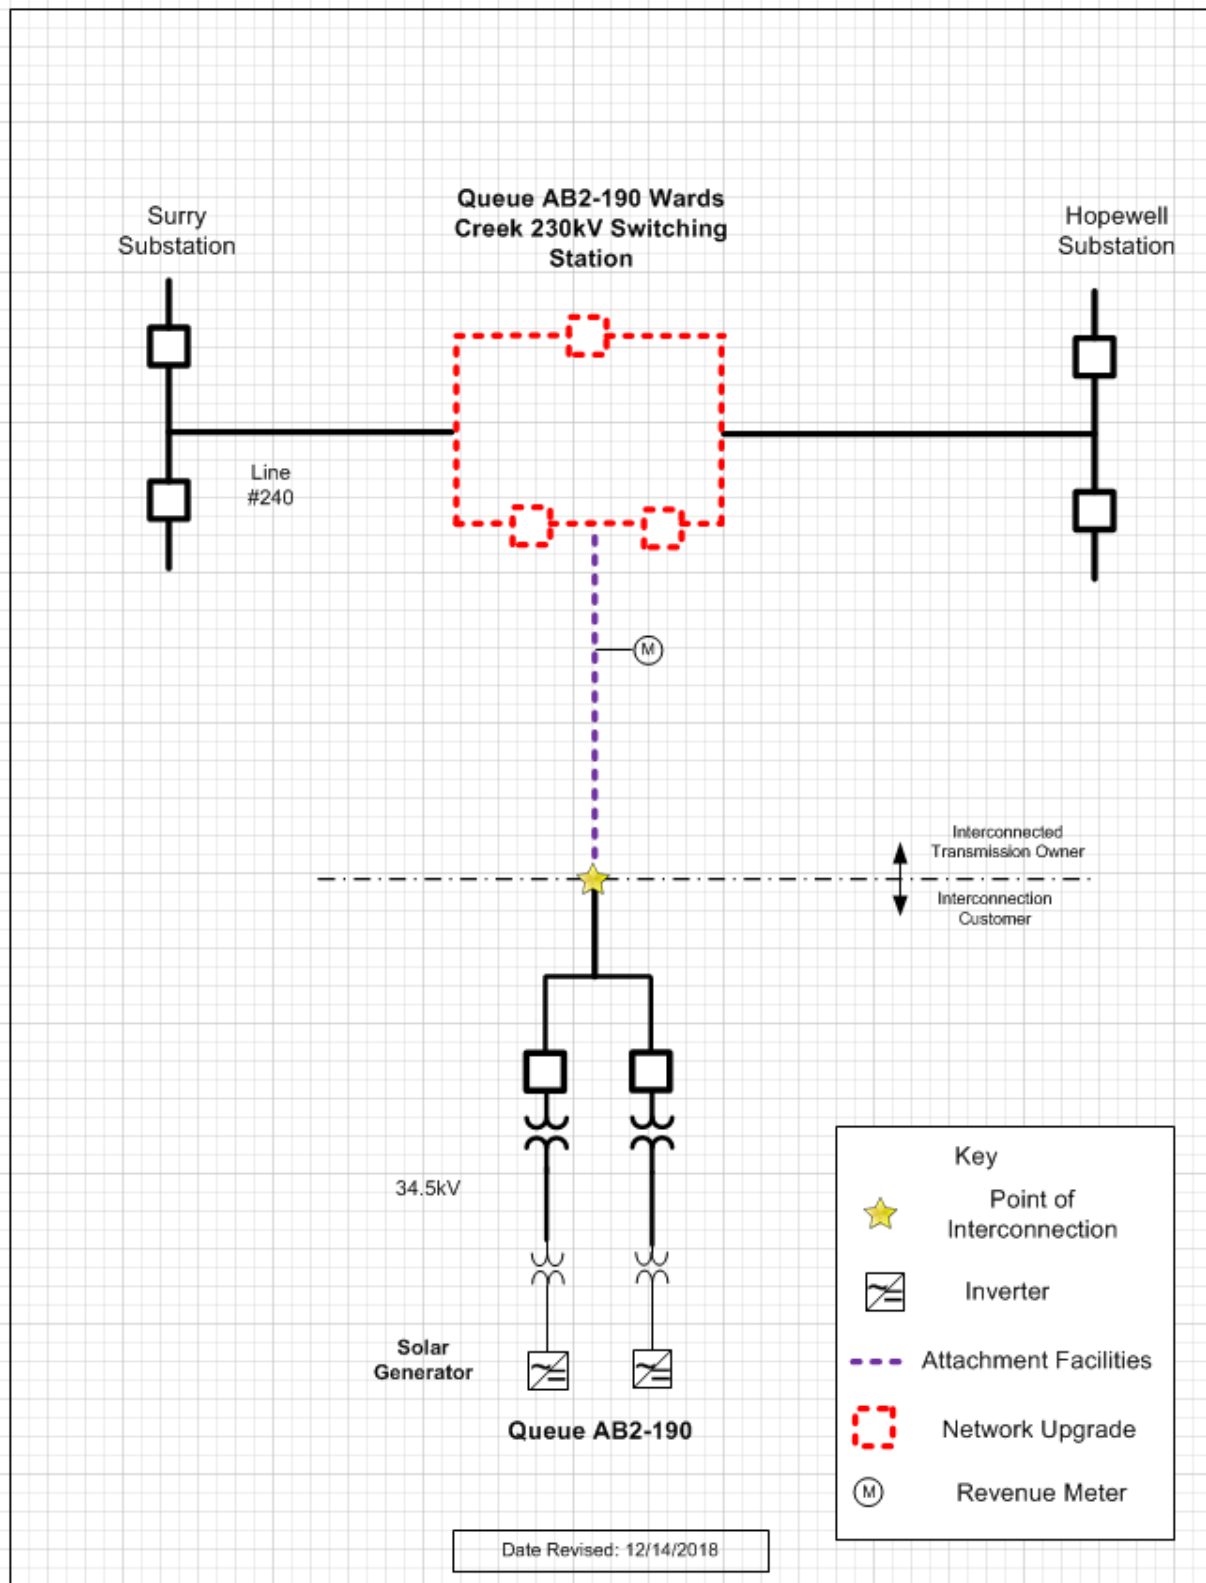 Queue AB2-190 Wards
Creek 230kV Switching
Station
Surry
Substation
Hopewell
Substation
Line
#240
M
Interconnected
Transmission Owner
Interconnection
Customer
34.5kV
Solar
Generator
Queue AB2-190
Key
Point of
Interconnection
Inverter
Attachment Facilities
Network Upgrade
M
Revenue Meter
Date Revised: 12/14/2018